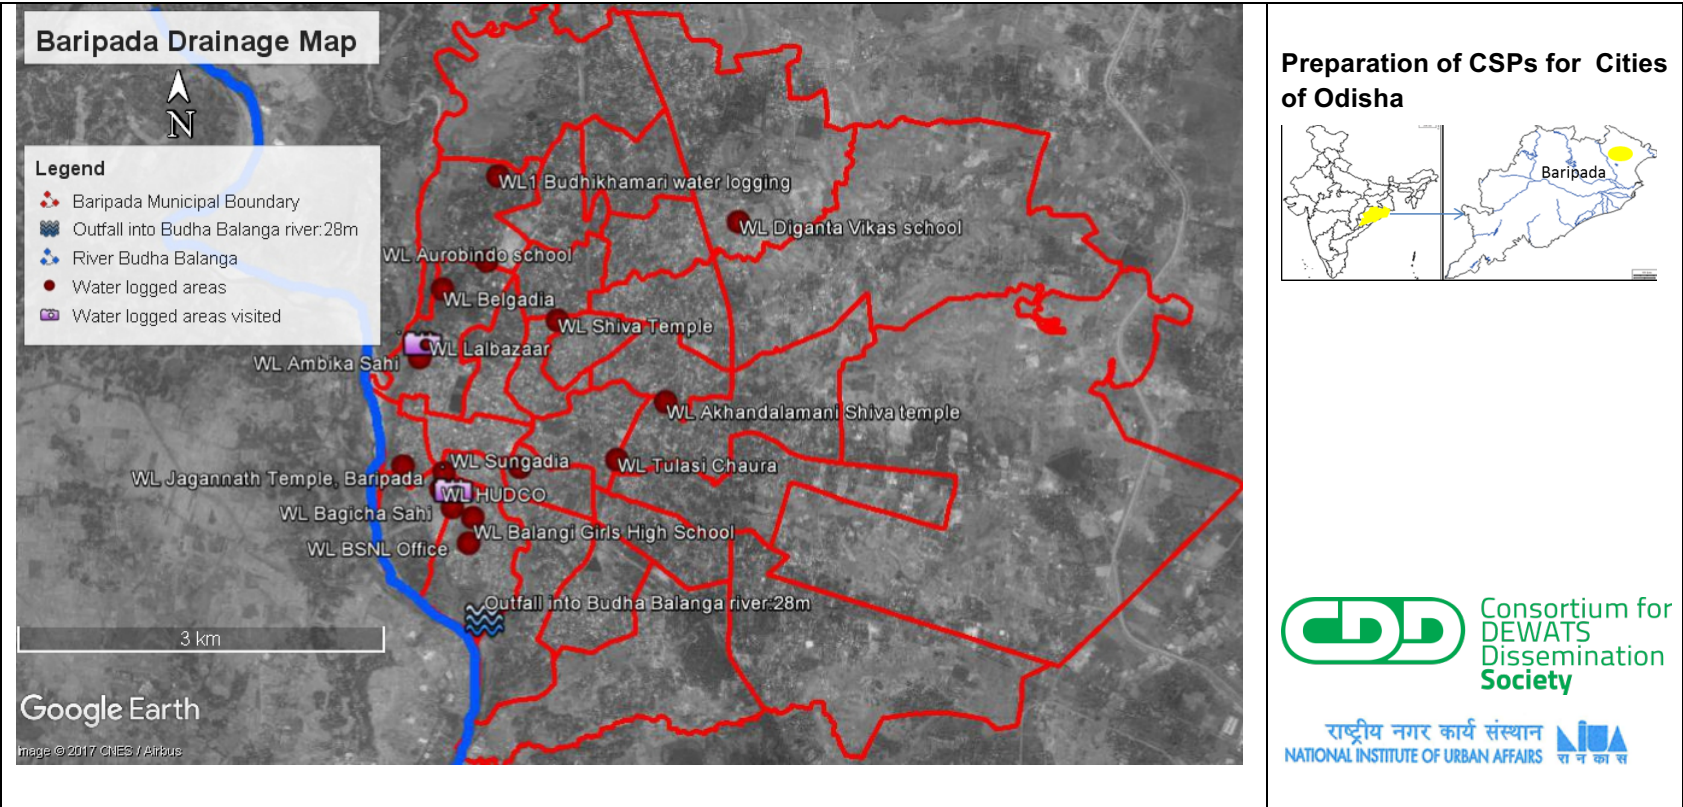 Baripada Drainage Map
N
Legend
Baripada Municipal Boundary
Outfall into Budha Balanga river:28m
River Budha Balanga
Water logged areas
Water logged areas visited
WL1 Budhikhamari water logging
WL Diganta Vikas school
WL Aurobindo school
WL Belgadia
WL Shiva Temple
WL Lalbazaar
WL Ambika Sahi
WL Akhandalamani Shiva temple
WL Sungadia
WL Tulasi Chaura
WL Jagannath Temple, Baripada
WL HUDCO
WL Bagicha Sahi
WL Balangi Girls High School
WL BSNL Office
Outfall into Budha Balanga river:28m
3 km
Google Earth
Image © 2017 CNES / Airbus
Preparation of CSPs for Cities
of Odisha
Baripada
CDD
Consortium for
DEWATS
Dissemination
Society
राष्ट्रीय नगर कार्य संस्थान
NATIONAL INSTITUTE OF URBAN AFFAIRS
NIUA
रा न का सं